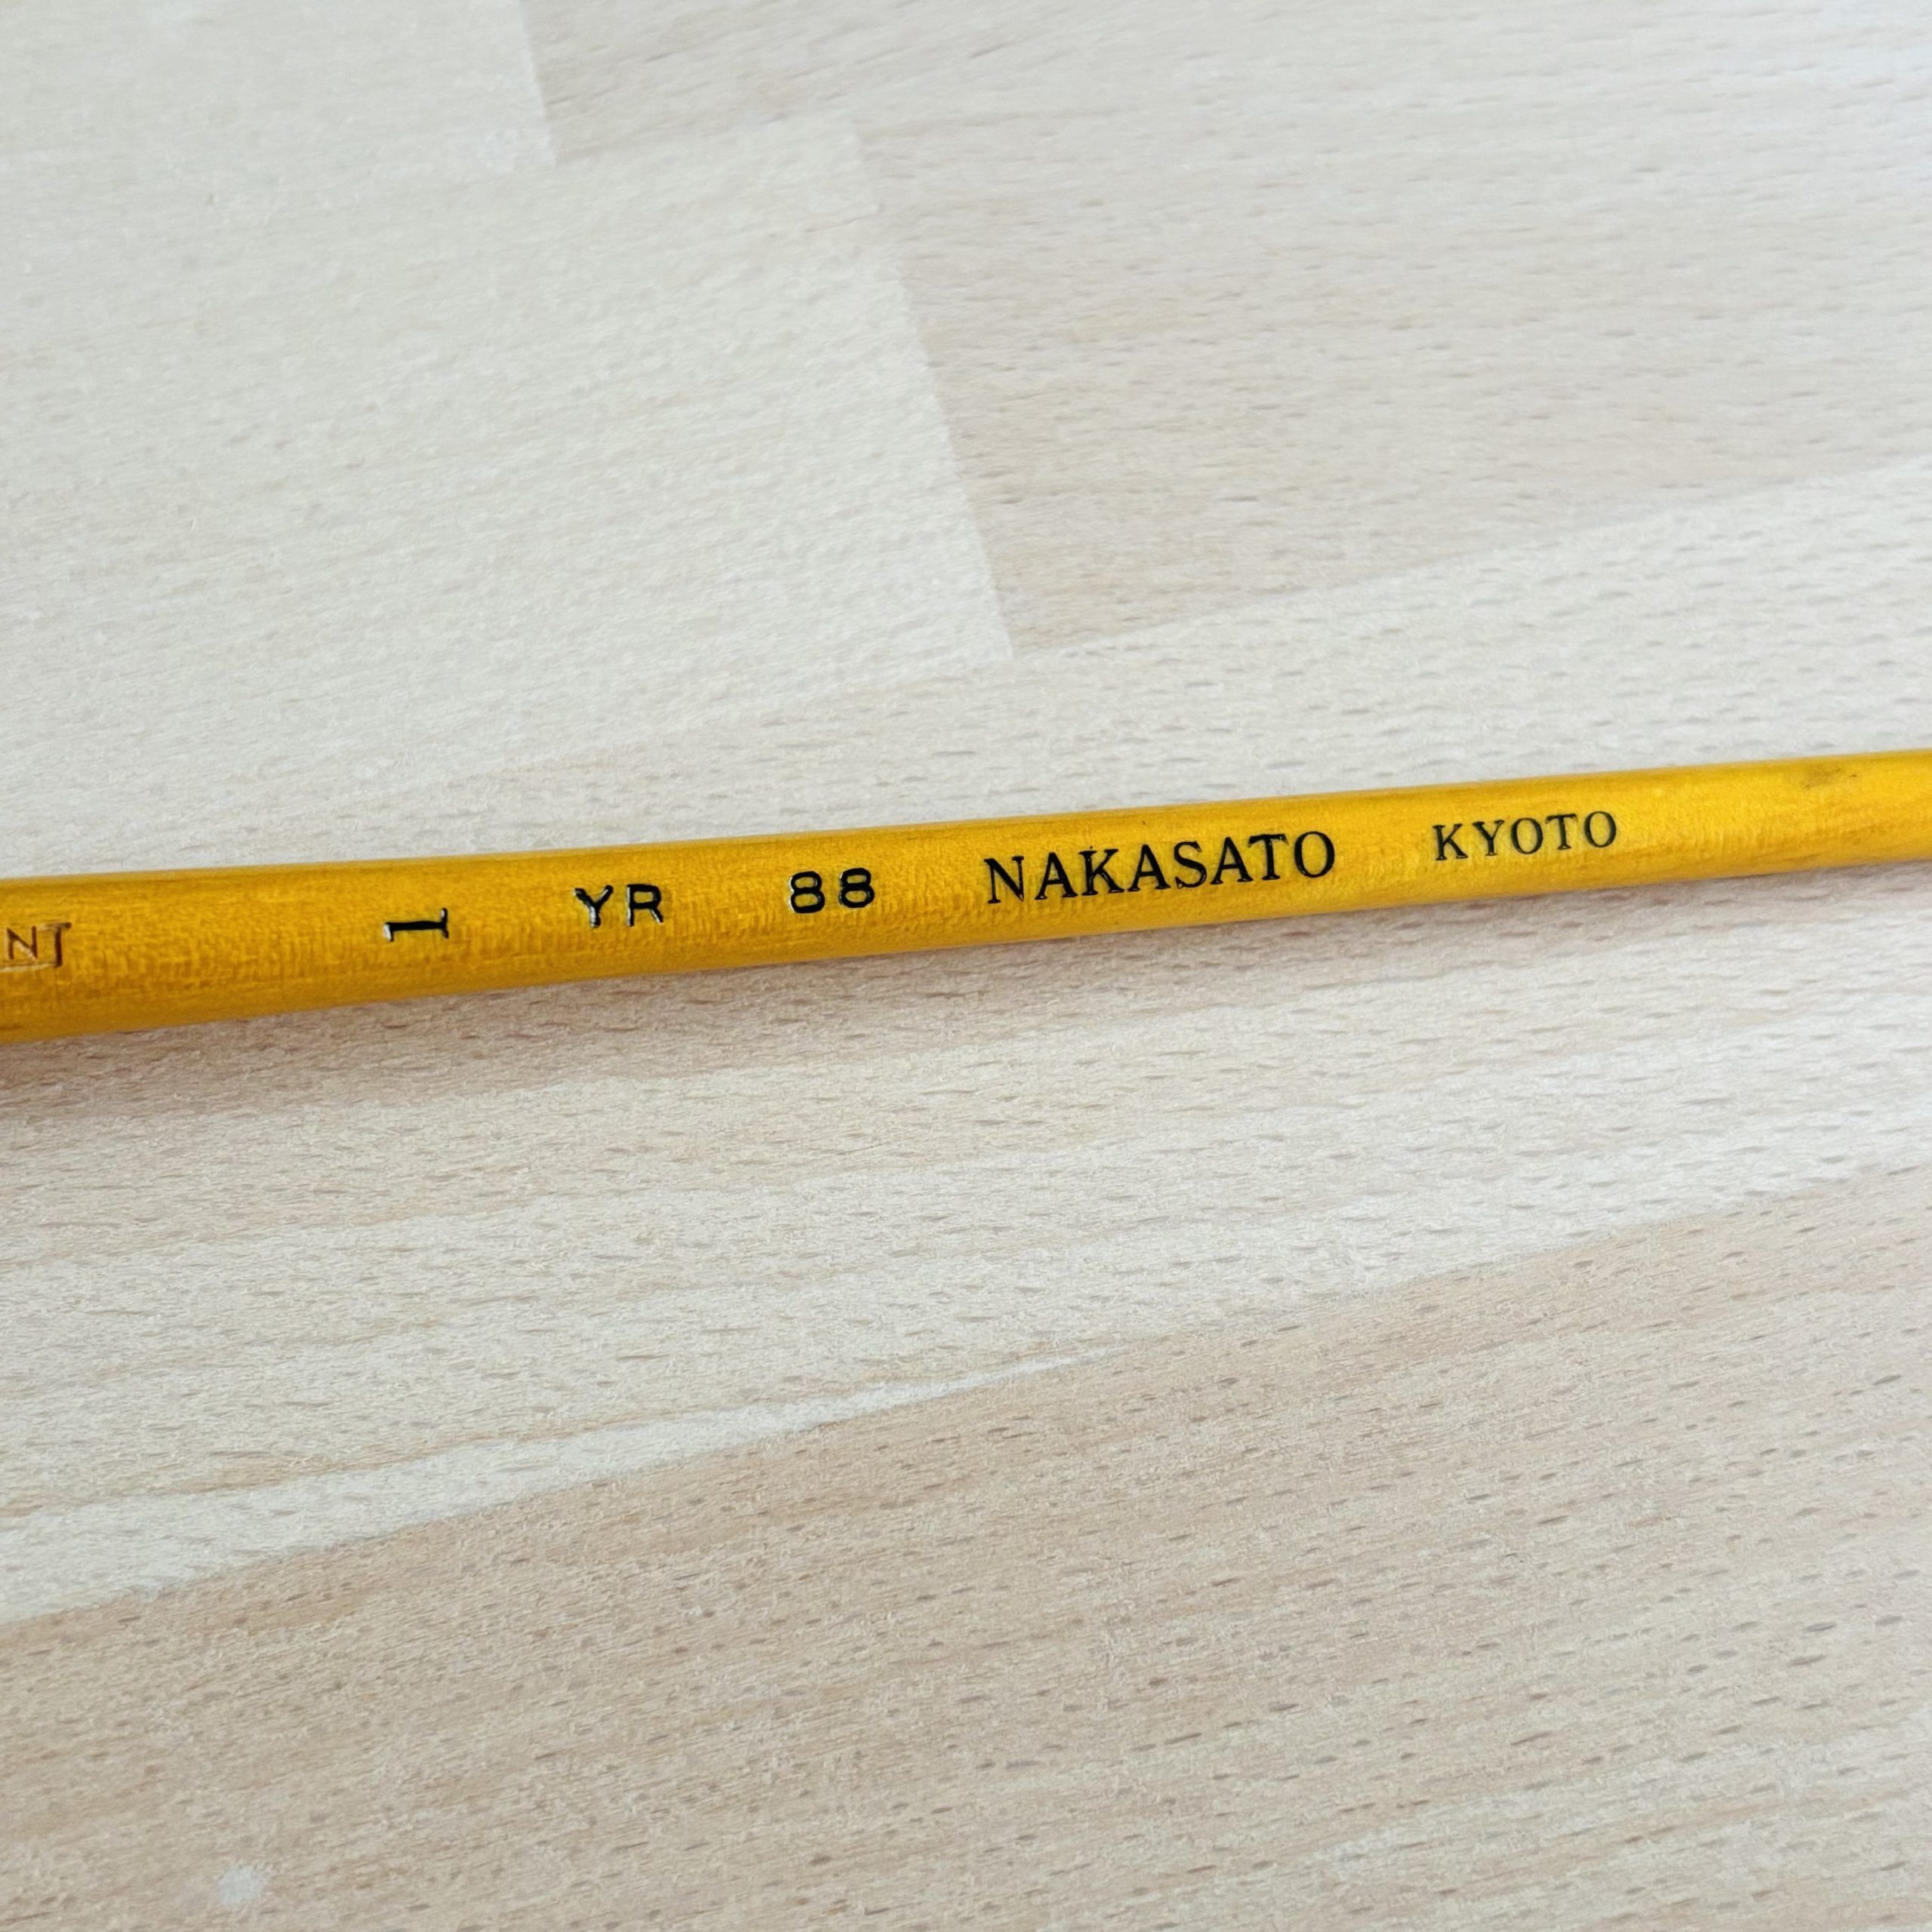 1 YR 88 NAKASATO KYOTO